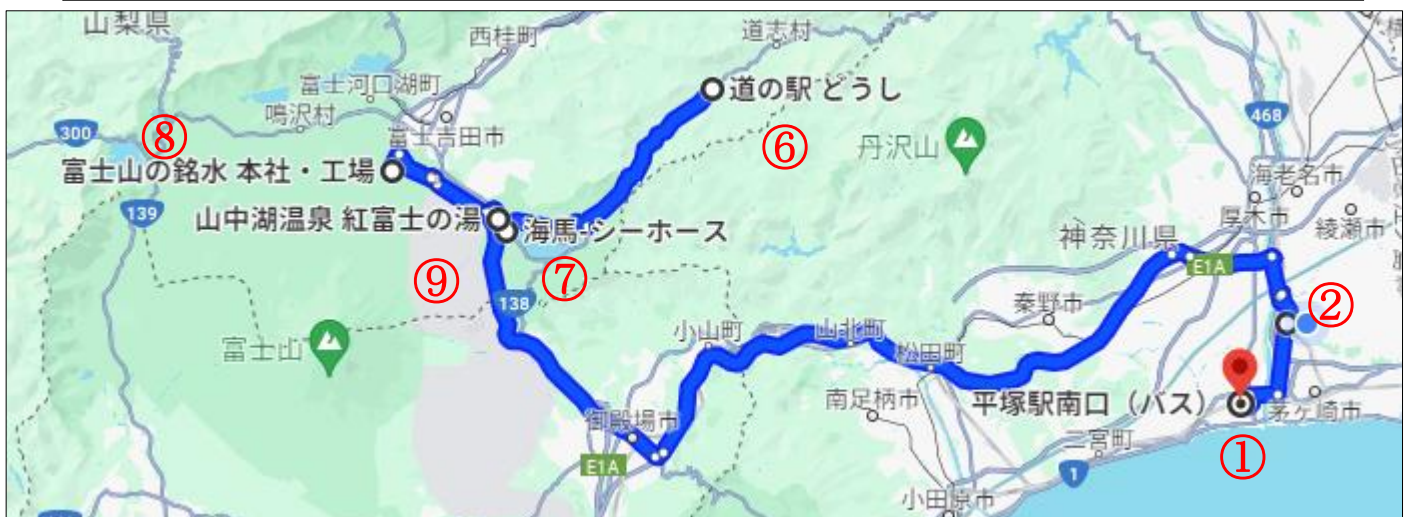 山梨県
西桂町
道志村
富士河口湖町
道の駅 どうし
鳴沢村
468
300
⑧
富士吉田市
⑥
丹沢山
海老名市
富士山の銘水 本社・工場
厚木市
綾瀬市
139
山中湖温泉 紅富士の湯
海馬-シーホース
神奈川県
E1A
⑨
⑦
138
秦野市
②
富士山
小山町
山北町
松田町
御殿場市
南足柄市
平塚駅南口（バス）
茅ヶ崎市
E1A
二宮町
①
1
小田原市